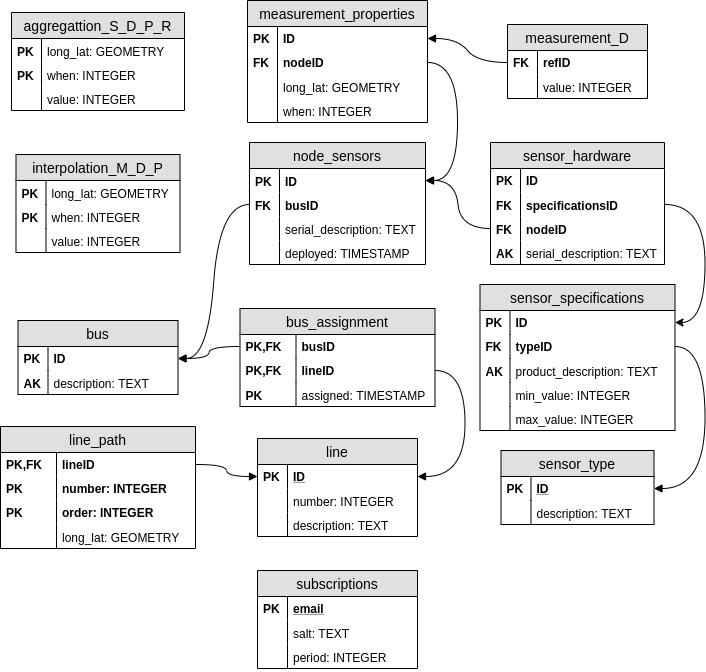 aggregattion_S_D_P_R
PK long_lat: GEOMETRY
PK when: INTEGER
value: INTEGER
measurement_properties
PK ID
FK nodeID
long_lat: GEOMETRY
when: INTEGER
measurement_D
FK refID
value: INTEGER
interpolation_M_D_P
PK long_lat: GEOMETRY
PK when: INTEGER
value: INTEGER
node_sensors
PK ID
FK busID
serial_description: TEXT
deployed: TIMESTAMP
sensor_hardware
PK ID
FK specificationsID
FK nodeID
AK serial_description: TEXT
bus
PK ID
AK description: TEXT
bus_assignment
PK,FK busID
PK,FK lineID
PK assigned: TIMESTAMP
sensor_specifications
PK ID
FK typeID
AK product_description: TEXT
min_value: INTEGER
max_value: INTEGER
line_path
PK,FK lineID
PK number: INTEGER
PK order: INTEGER
long_lat: GEOMETRY
line
PK ID
number: INTEGER
description: TEXT
sensor_type
PK ID
description: TEXT
subscriptions
PK email
salt: TEXT
period: INTEGER